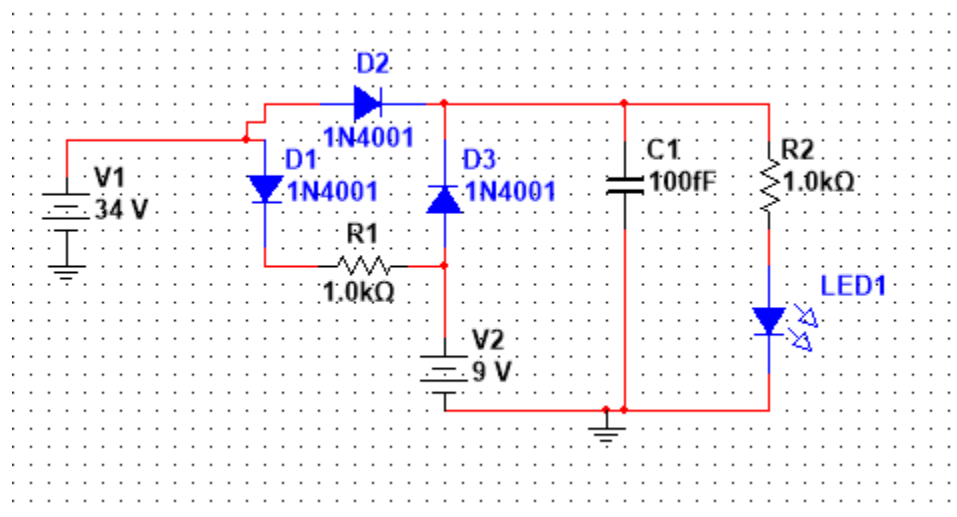 D2
1N4001
D1
1N4001
D3
1N4001
C1
100fF
R2
1.0kΩ
V1
34 V
R1
1.0kΩ
LED1
V2
9 V